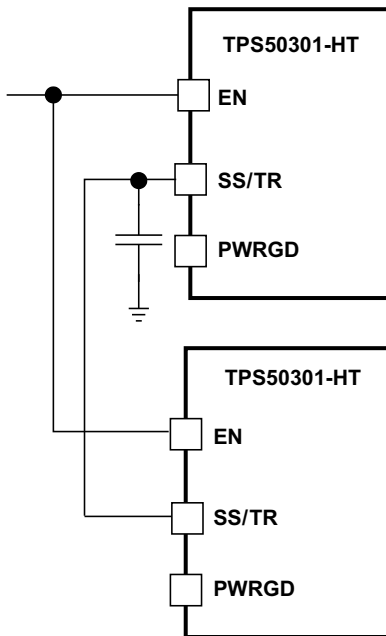 TPS50301-HT
EN
SS/TR
PWRGD
TPS50301-HT
EN
SS/TR
PWRGD